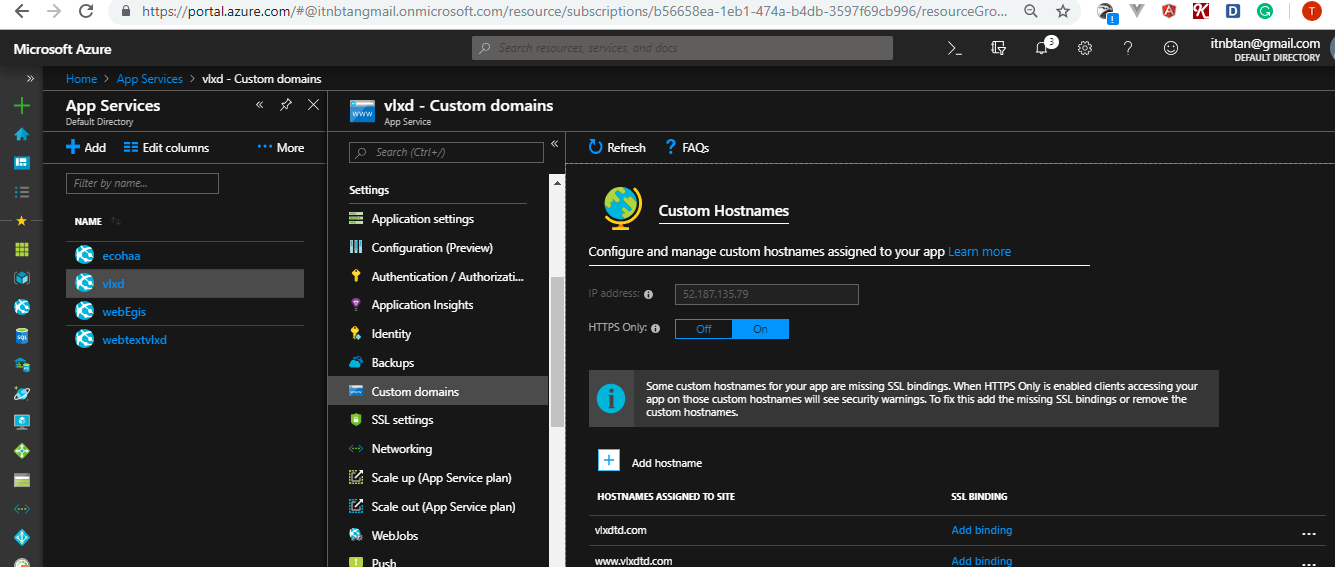 https://portal.azure.com/#@itnbtangmail.onmicrosoft.com/resource/subscriptions/b56658ea-1eb1-474a-b4db-3597f69cb996/resourceGro...
T
Microsoft Azure
Search resources, services, and docs
3
itnbtan@gmail.com
DEFAULT DIRECTORY
Home > App Services > vlxd - Custom domains
App Services
Default Directory
Add
Edit columns
More
Filter by name...
NAME
ecohaa
vlxd
webEgis
webtextvlxd
vlxd - Custom domains
App Service
Search (Ctrl+/)
Settings
Application settings
Configuration (Preview)
Authentication / Authorizati...
Application Insights
Identity
Backups
Custom domains
SSL settings
Networking
Scale up (App Service plan)
Scale out (App Service plan)
WebJobs
Push
Refresh
FAQs
Custom Hostnames
Configure and manage custom hostnames assigned to your app Learn more
IP address:
52.187.135.79
HTTPS Only:
Off
On
Some custom hostnames for your app are missing SSL bindings. When HTTPS Only is enabled clients accessing your
app on those custom hostnames will see security warnings. To fix this add the missing SSL bindings or remove the
custom hostnames.
Add hostname
HOSTNAMES ASSIGNED TO SITE
SSL BINDING
vlxdtd.com
Add binding
...
www.vlxdtd.com
Add binding
...